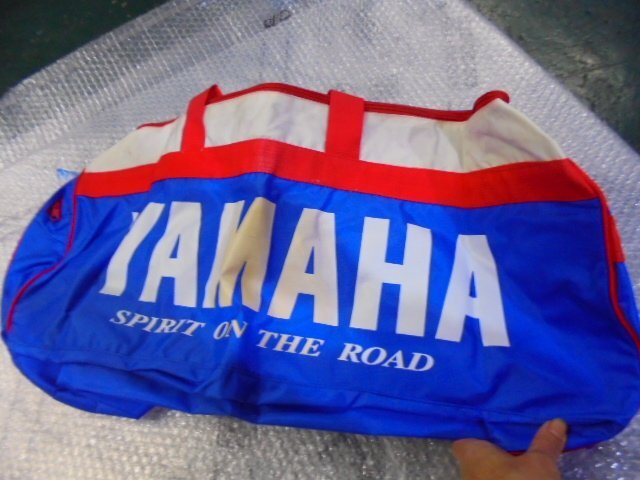 YAMAHA
SPIRIT ON THE ROAD